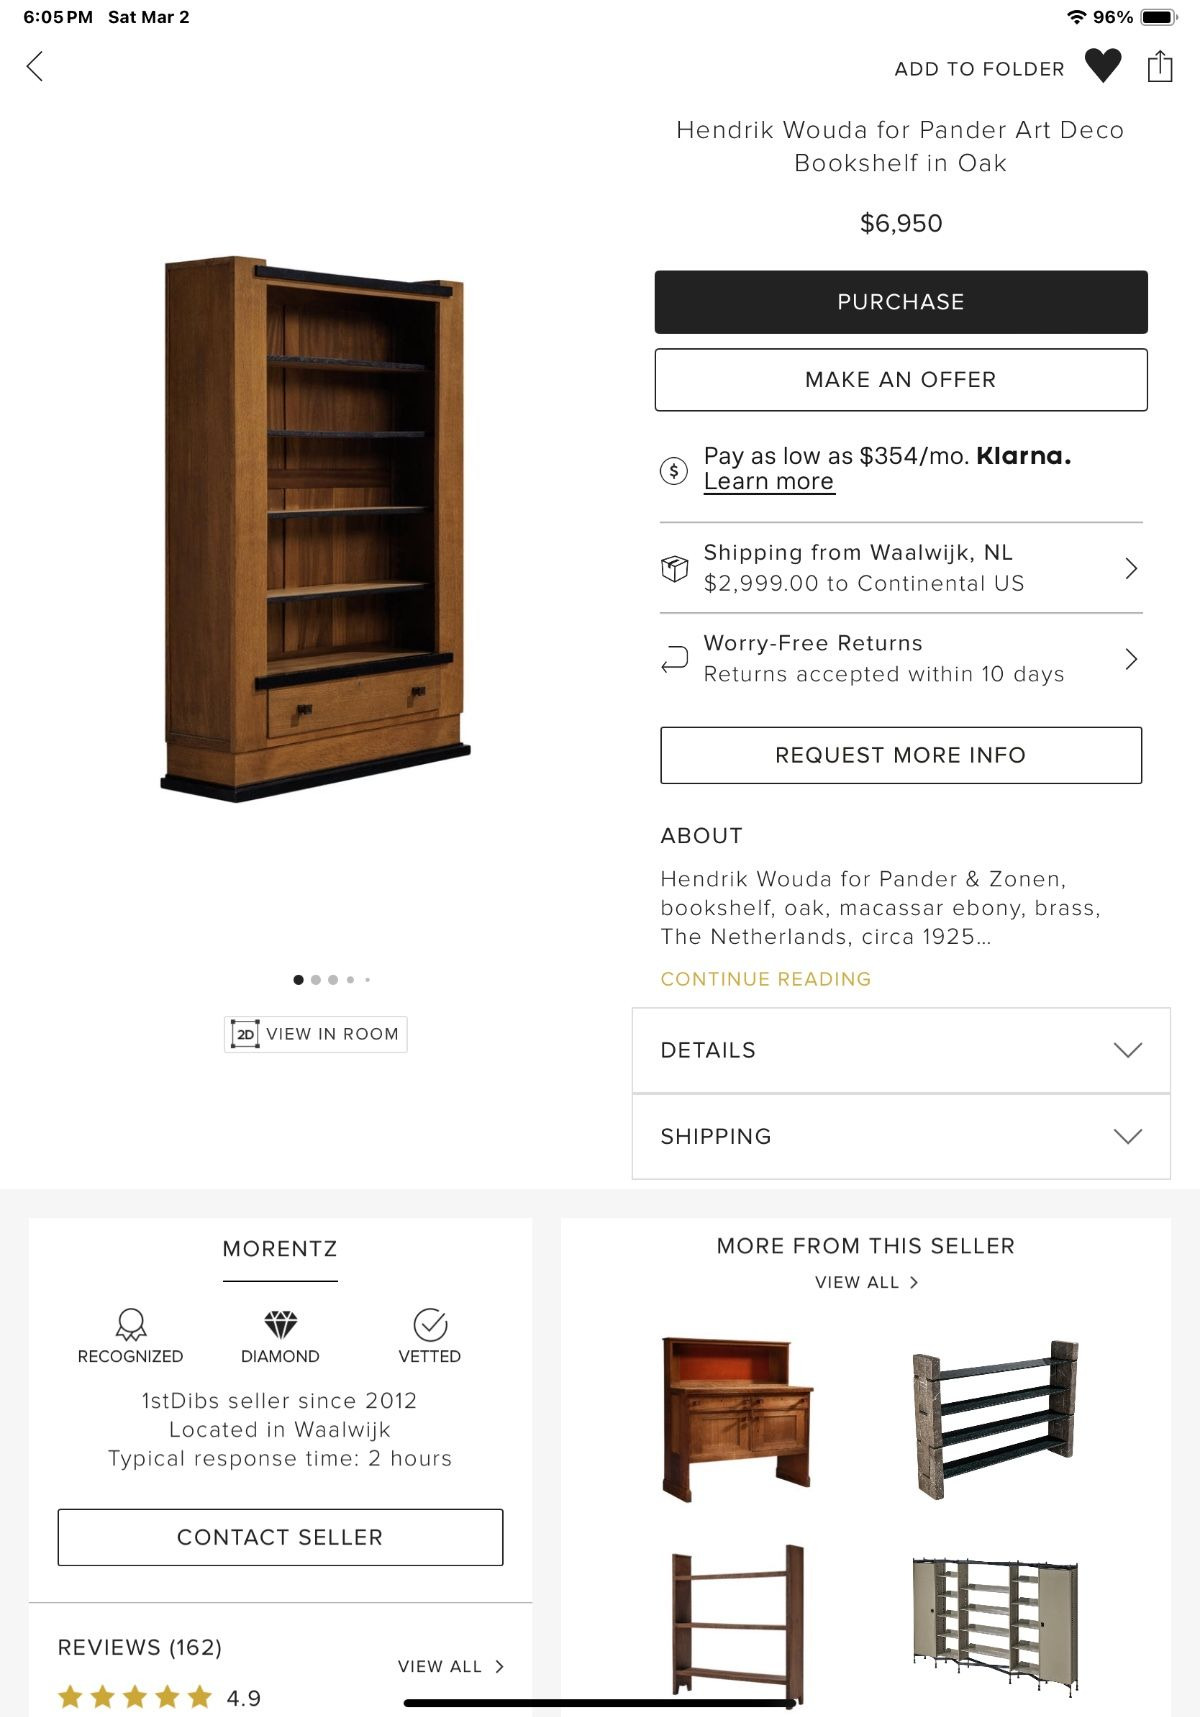 6:05 PM Sat Mar 2
96%
ADD TO FOLDER
Hendrik Wouda for Pander Art Deco
Bookshelf in Oak
$6,950
PURCHASE
MAKE AN OFFER
$
Pay as low as $354/mo. Klarna.
Learn more
Shipping from Waalwijk, NL
$2,999.00 to Continental US
Worry-Free Returns
Returns accepted within 10 days
REQUEST MORE INFO
ABOUT
Hendrik Wouda for Pander & Zonen,
bookshelf, oak, macassar ebony, brass,
The Netherlands, circa 1925...
CONTINUE READING
2D VIEW IN ROOM
DETAILS
SHIPPING
MORENTZ
RECOGNIZED
DIAMOND
VETTED
1stDibs seller since 2012
Located in Waalwijk
Typical response time: 2 hours
CONTACT SELLER
REVIEWS (162)
VIEW ALL
4.9
MORE FROM THIS SELLER
VIEW ALL